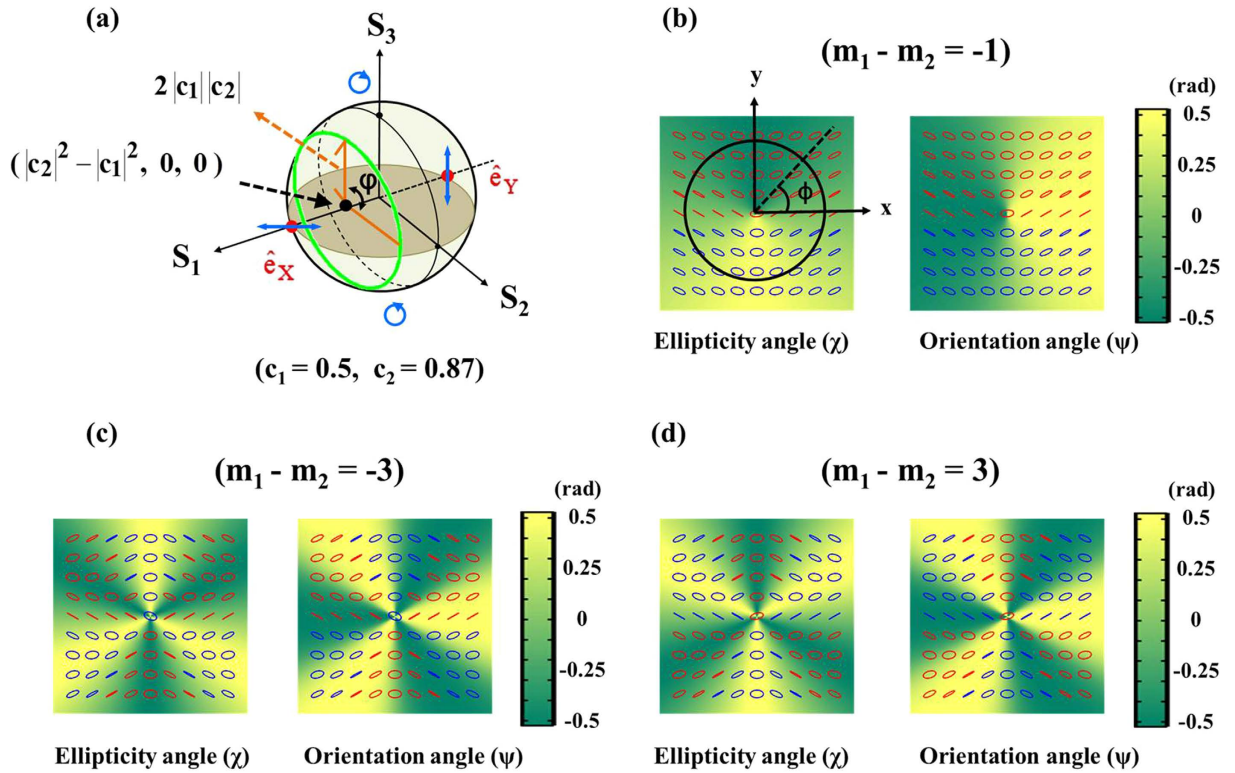 (a)
S3
2|c1||c2|
(|c2|² − |c1|², 0, 0)
φ
êY
S1
êX
S2
(c1 = 0.5, c2 = 0.87)
(b)
(m1 - m2 = -1)
y
x
ϕ
(rad)
0.5
0.25
0
-0.25
-0.5
Ellipticity angle (χ)
Orientation angle (ψ)
(c)
(m1 - m2 = -3)
(rad)
0.5
0.25
0
-0.25
-0.5
Ellipticity angle (χ)
Orientation angle (ψ)
(d)
(m1 - m2 = 3)
(rad)
0.5
0.25
0
-0.25
-0.5
Ellipticity angle (χ)
Orientation angle (ψ)